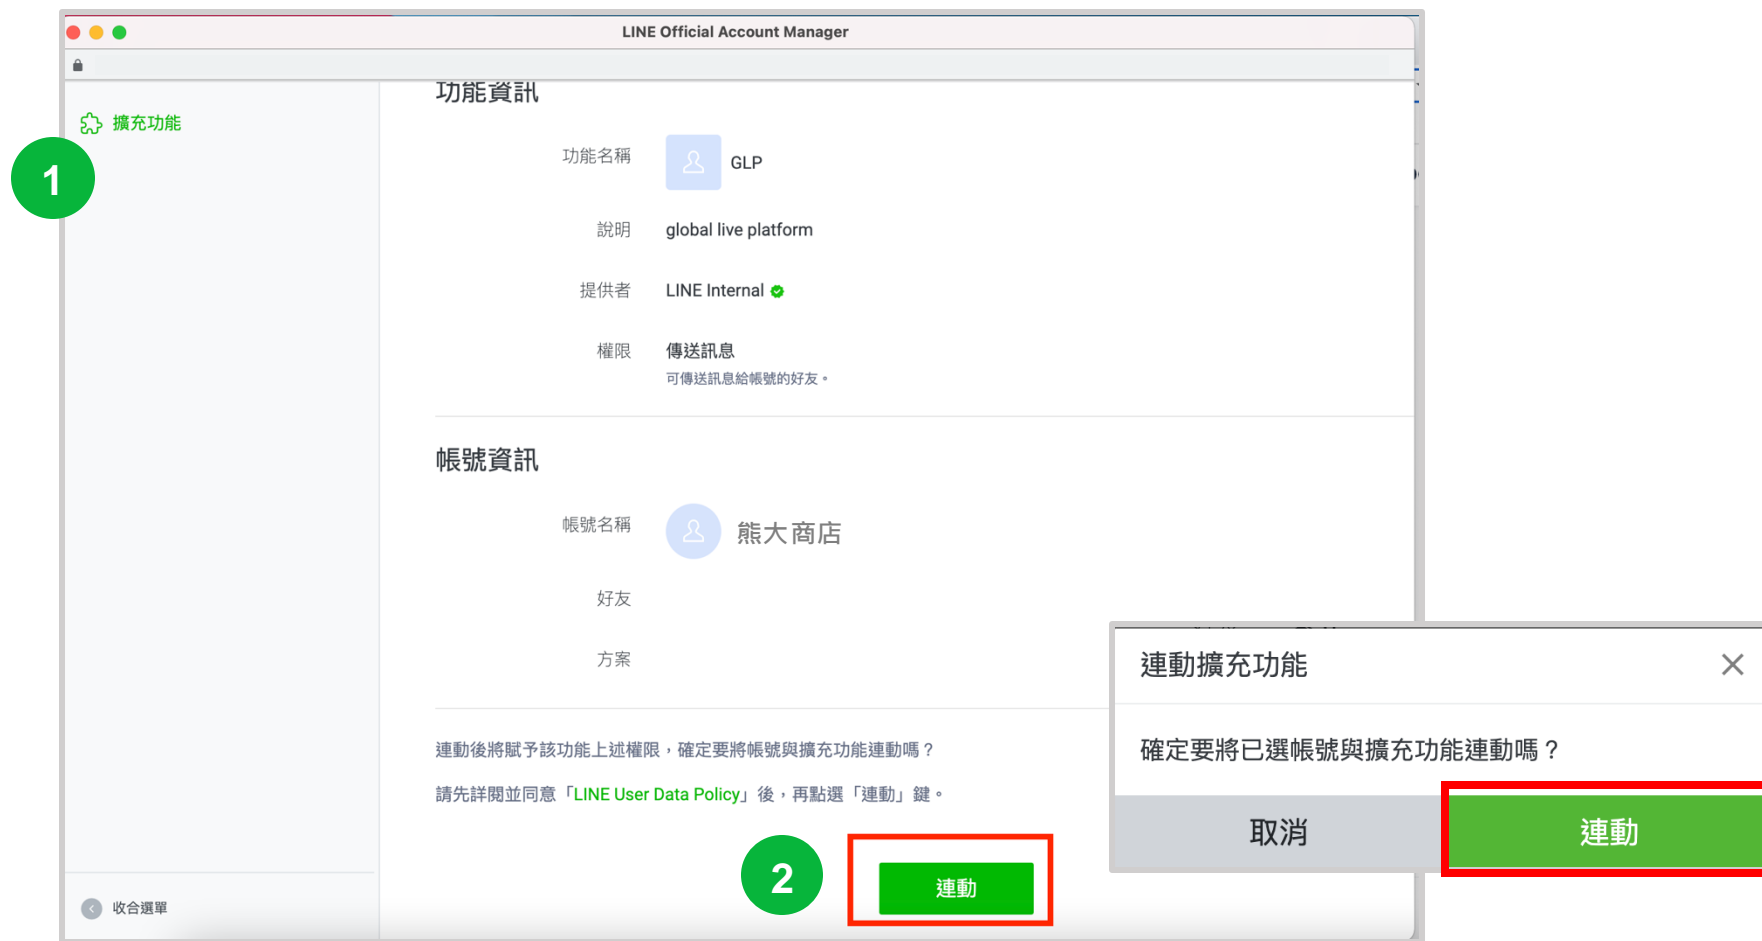 LINE Official Account Manager
擴充功能
1
功能資訊
功能名稱
GLP
說明
global live platform
提供者
LINE Internal
權限
傳送訊息
可傳送訊息給帳號的好友。
帳號資訊
帳號名稱
熊大商店
好友
方案
連動後將賦予該功能上述權限，確定要將帳號與擴充功能連動嗎？
請先詳閱並同意「LINE User Data Policy」後，再點選「連動」鍵。
2
連動
收合選單
連動擴充功能
確定要將已選帳號與擴充功能連動嗎？
取消
連動